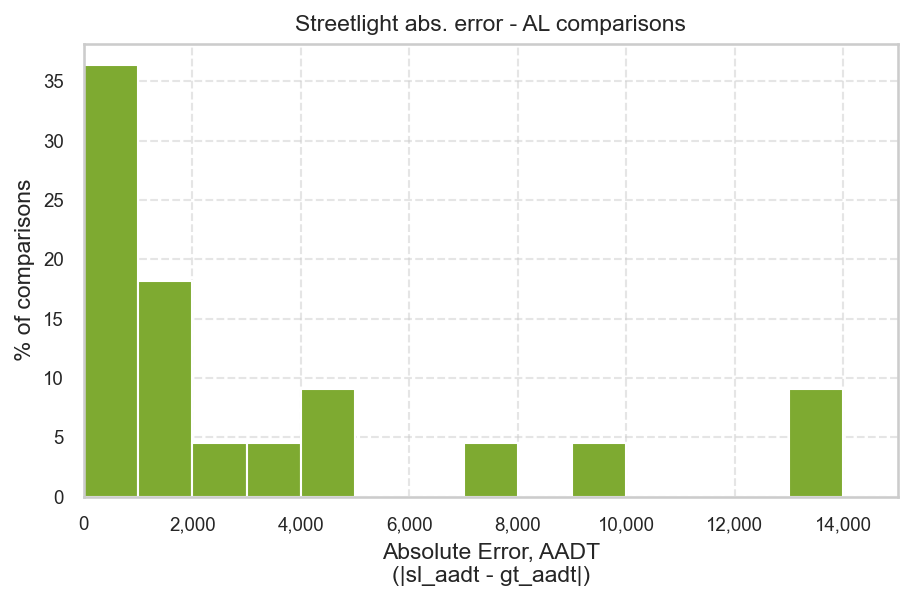 Streetlight abs. error - AL comparisons
% of comparisons
35
30
25
20
15
10
5
0
0 2,000 4,000 6,000 8,000 10,000 12,000 14,000
Absolute Error, AADT
(|sl_aadt - gt_aadt|)